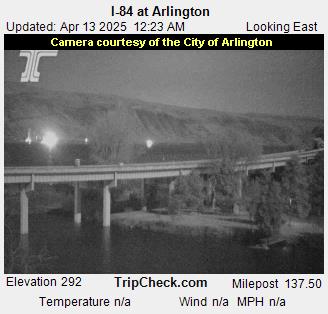 I-84 at Arlington
Updated: Apr 13 2025 12:23 AM Looking East
Camera courtesy of the City of Arlington
Elevation 292 TripCheck.com Milepost 137.50
Temperature n/a Wind n/a MPH n/a